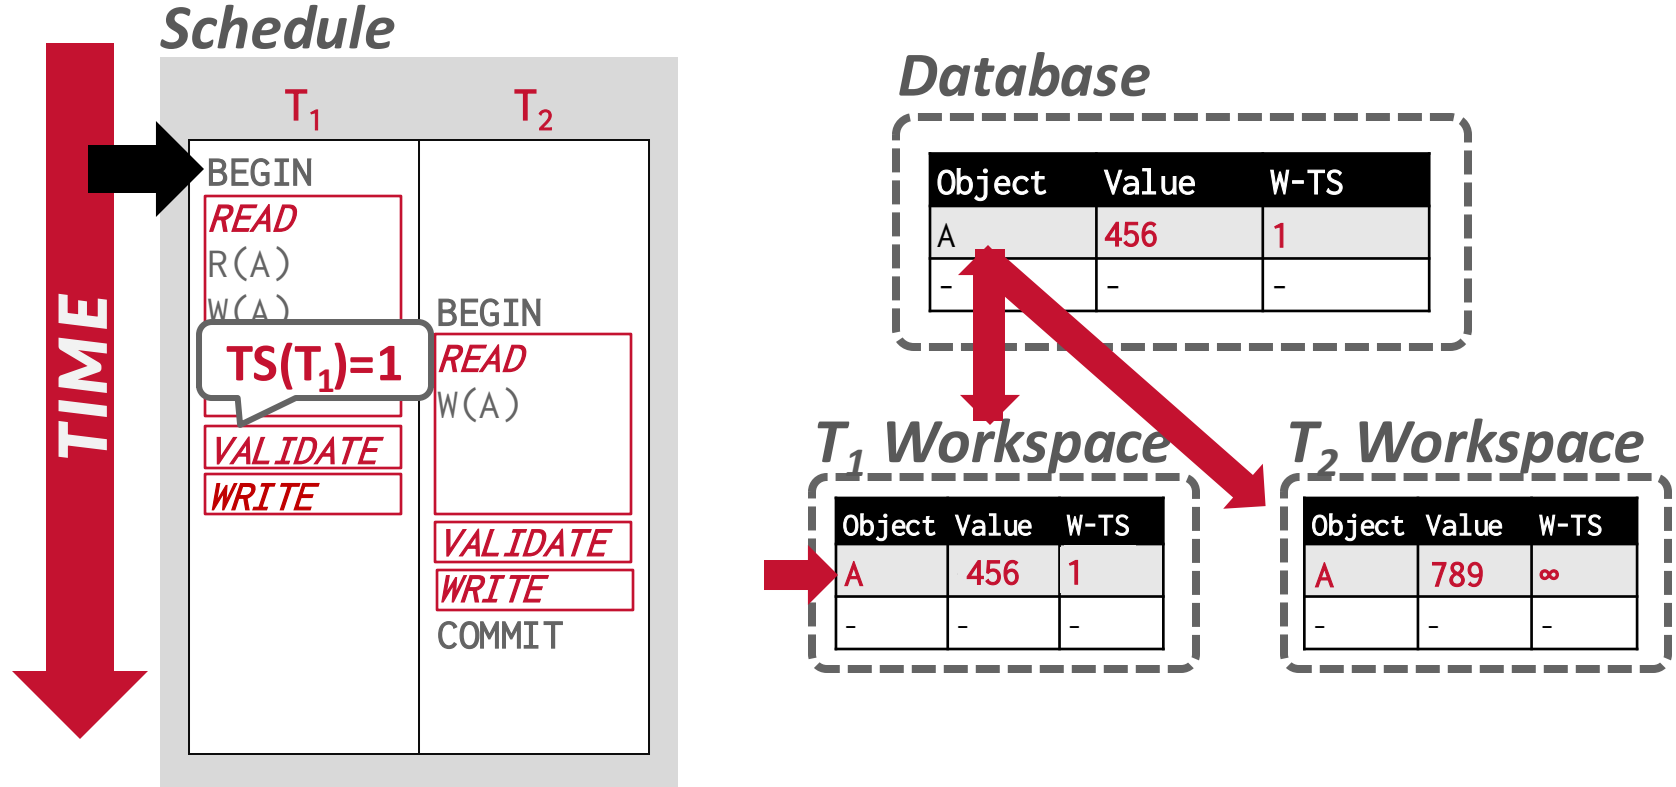 Schedule
TIME
T1 T2
BEGIN
READ
R(A)
W(A)
TS(T1)=1
VALIDATE
WRITE
BEGIN
READ
W(A)
VALIDATE
WRITE
COMMIT
Database
Object Value W-TS
A 456 1
- - -
T1 Workspace
Object Value W-TS
A 456 1
- - -
T2 Workspace
Object Value W-TS
A 789 ∞
- - -